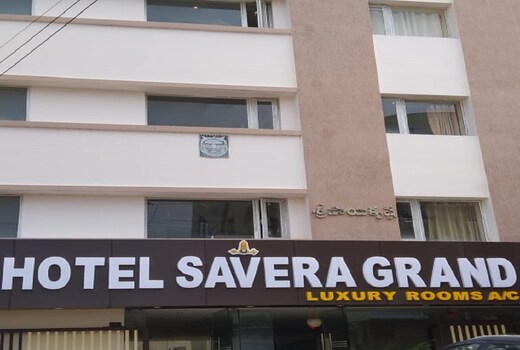 HOTEL SAVERA GRAND
LUXURY ROOMS A/C